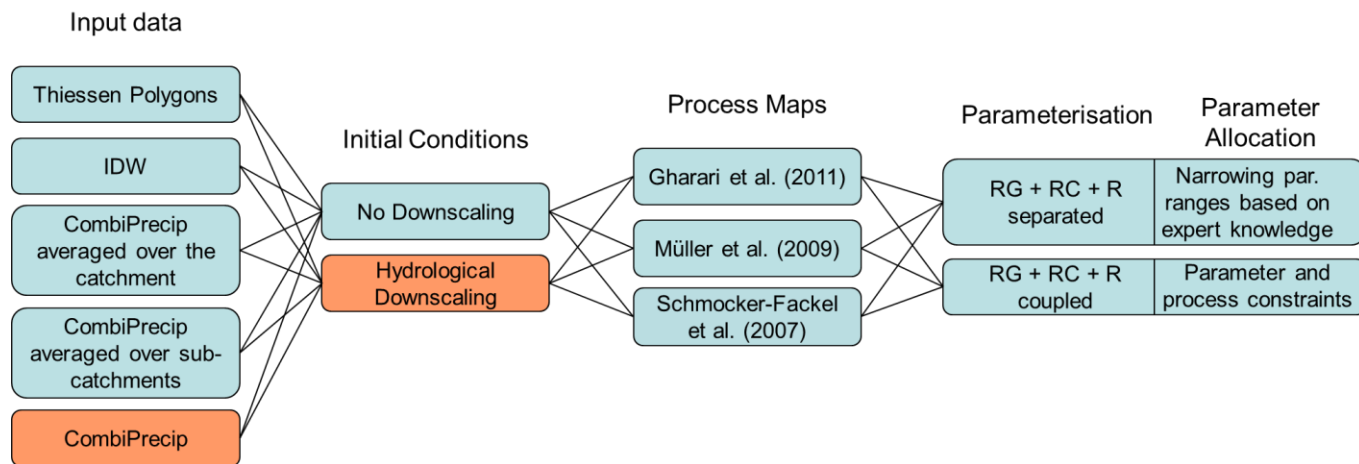 Input data
Thiessen Polygons
IDW
CombiPrecip
averaged over the
catchment
CombiPrecip
averaged over sub-
catchments
CombiPrecip
Initial Conditions
No Downscaling
Hydrological
Downscaling
Process Maps
Gharari et al. (2011)
Müller et al. (2009)
Schmocker-Fackel
et al. (2007)
Parameterisation
RG + RC + R
separated
RG + RC + R
coupled
Parameter
Allocation
Narrowing par.
ranges based on
expert knowledge
Parameter and
process constraints